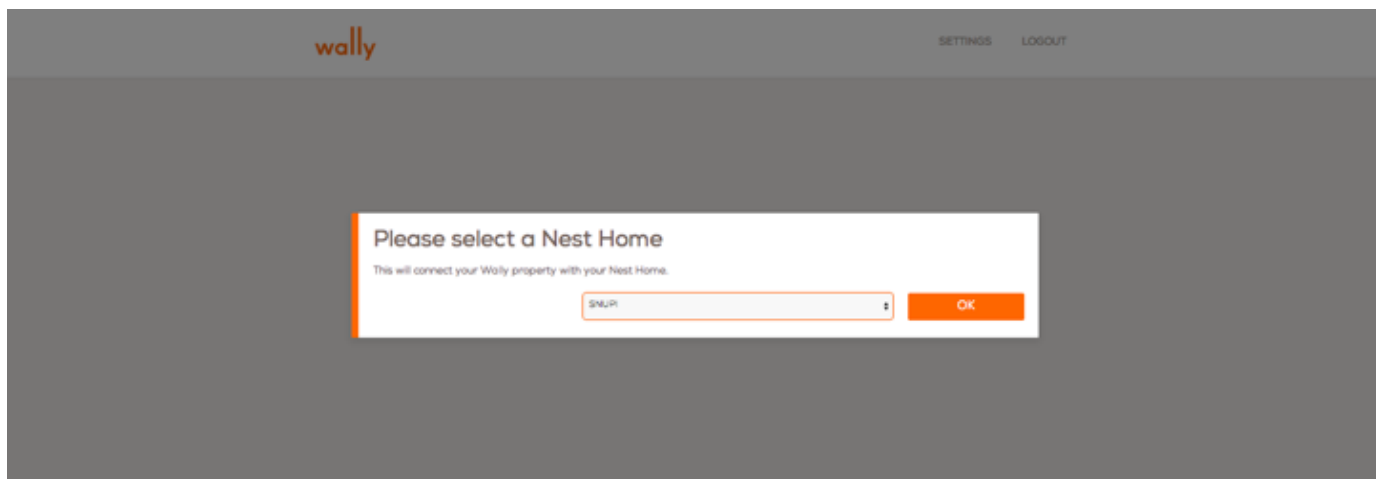 wally
SETTINGS LOGOUT
Please select a Nest Home
This will connect your Wally property with your Nest Home.
SNUPI
OK